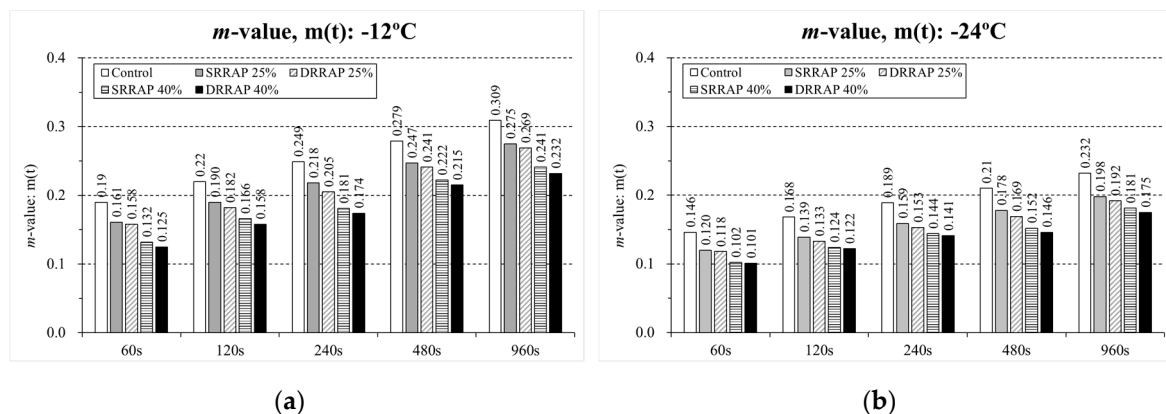 m-value, m(t): -12ºC
m-value: m(t)
0.4
0.3
0.2
0.1
0.0
Control SRRAP 25% DRRAP 25%
SRRAP 40% DRRAP 40%
0.19 0.161 0.158 0.132 0.125
0.22 0.190 0.182 0.166 0.158
0.249 0.218 0.205 0.181 0.174
0.279 0.247 0.241 0.222 0.215
0.309 0.275 0.269 0.241 0.232
60s 120s 240s 480s 960s
(a)
m-value, m(t): -24ºC
m-value: m(t)
0.4
0.3
0.2
0.1
0.0
Control SRRAP 25% DRRAP 25%
SRRAP 40% DRRAP 40%
0.146 0.120 0.118 0.102 0.101
0.168 0.139 0.133 0.124 0.122
0.189 0.159 0.153 0.144 0.141
0.21 0.178 0.169 0.152 0.146
0.232 0.198 0.192 0.181 0.175
60s 120s 240s 480s 960s
(b)